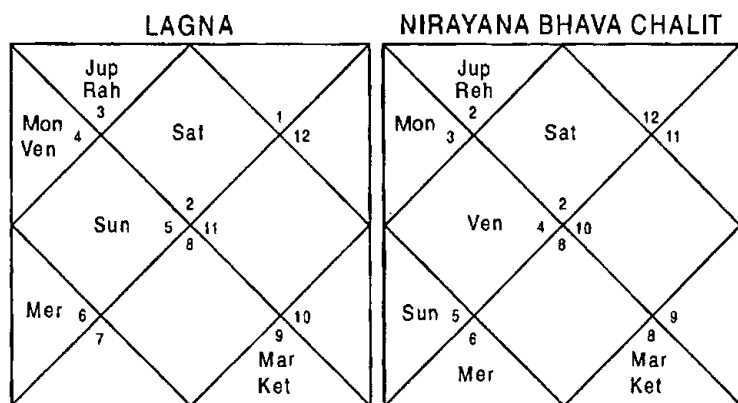 LAGNA
Jup
Rah
3
Mon
Ven
4
Sat
1
12
2
Sun
5
11
8
Mer
6
7
10
9
Mar
Ket
NIRAYANA BHAVA CHALIT
Jup
Reh
2
Mon
3
Sat
12
11
2
Ven
4
10
8
Sun
5
6
Mer
9
8
Mar
Ket